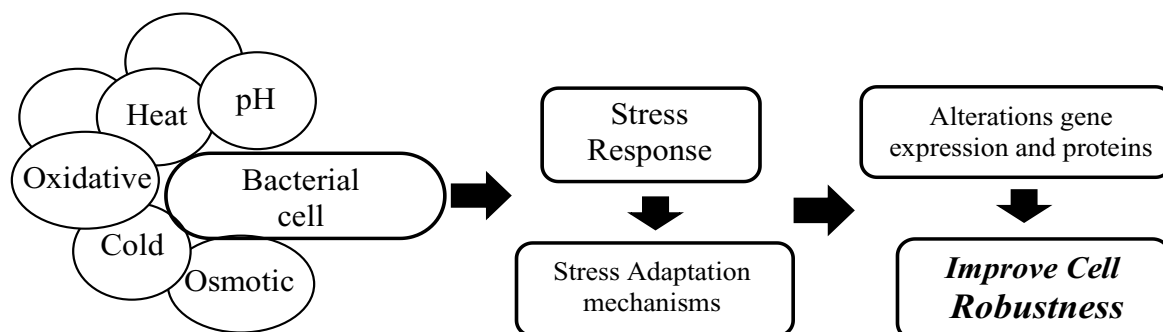 Heat
pH
Oxidative
Bacterial
cell
Cold
Osmotic
Stress
Response
Stress Adaptation
mechanisms
Alterations gene
expression and proteins
Improve Cell
Robustness